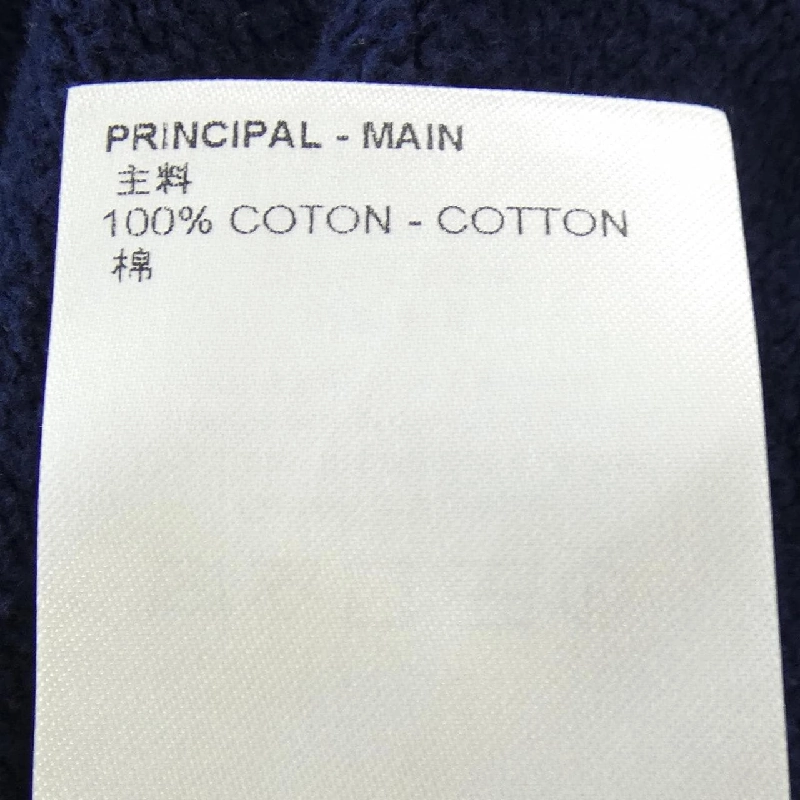 PRINCIPAL - MAIN
主料
100% COTON - COTTON
棉